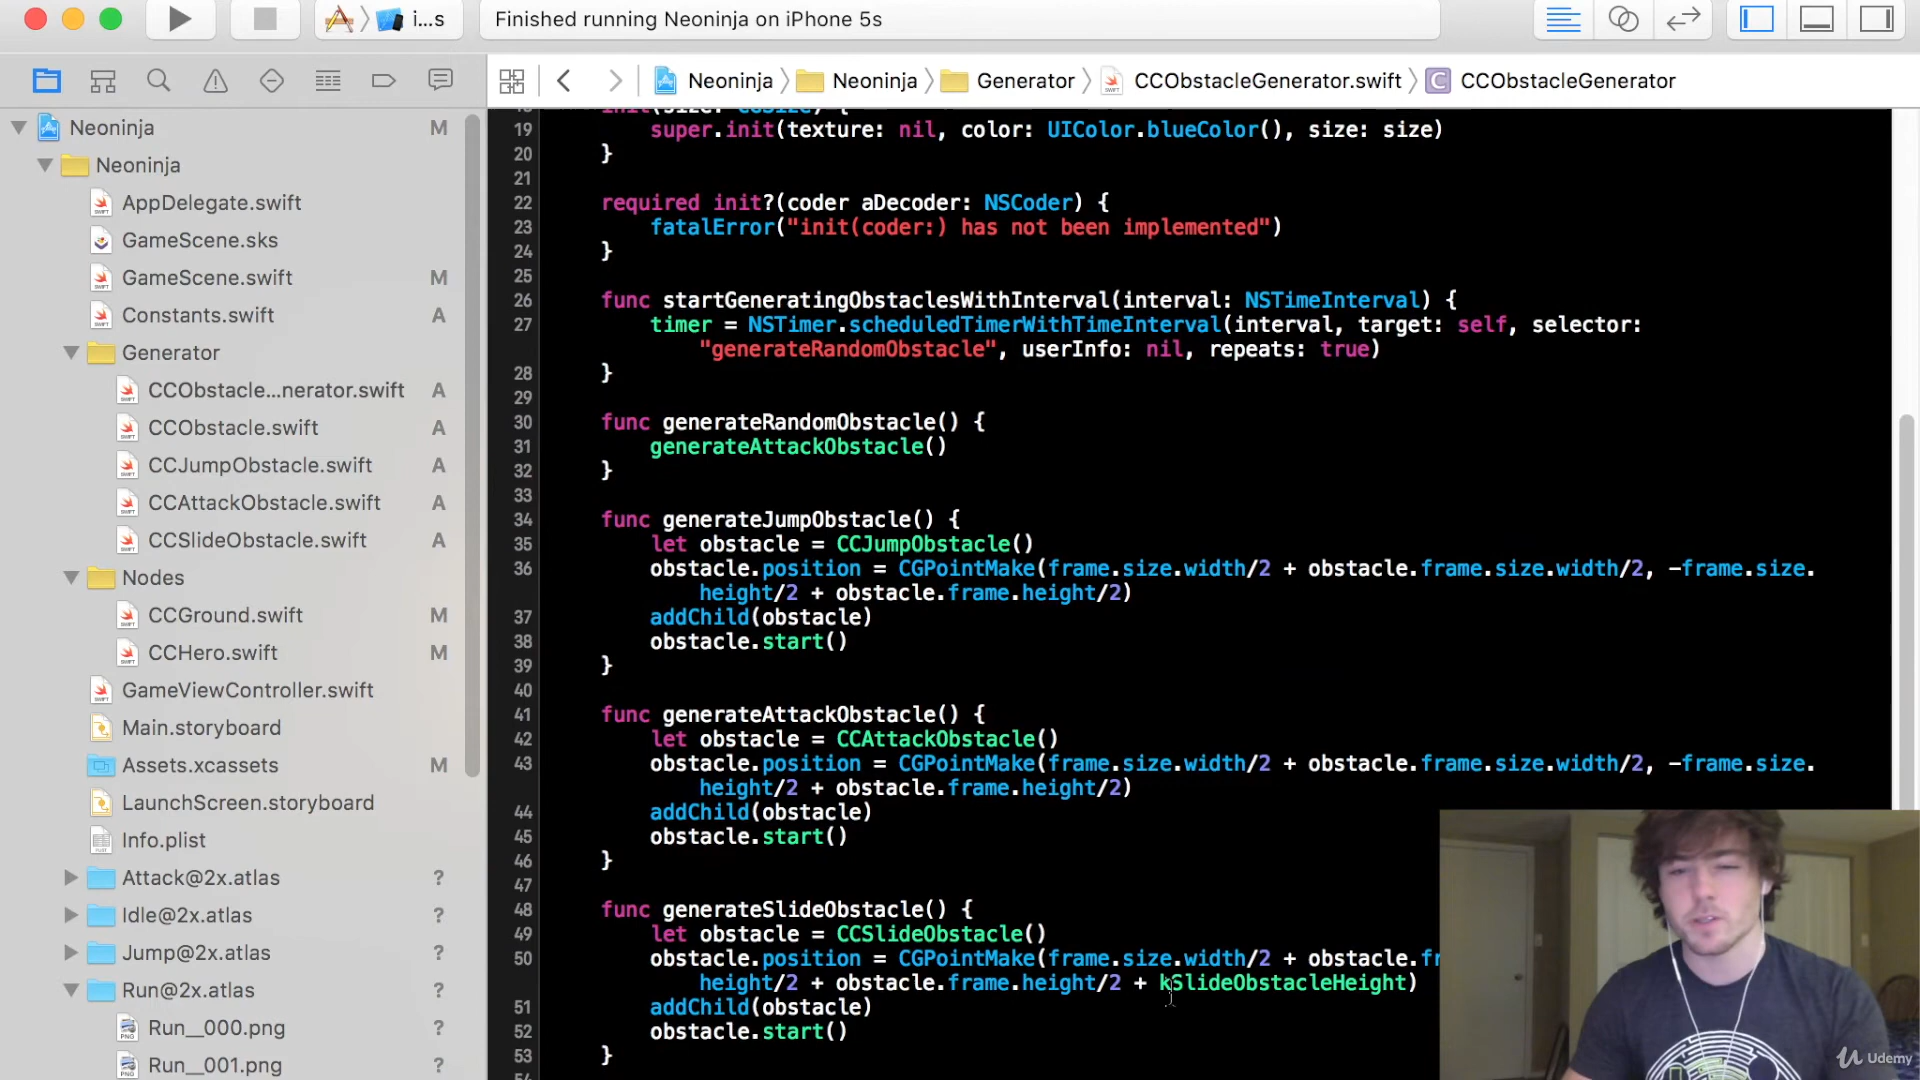 i...s
Finished running Neoninja on iPhone 5s
Neoninja
Neoninja
Generator
CCObstacleGenerator.swift
C
CCObstacleGenerator
Neoninja M
Neoninja
AppDelegate.swift
GameScene.sks
GameScene.swift M
Constants.swift A
Generator
CCObstacle...nerator.swift A
CCObstacle.swift A
CCJumpObstacle.swift A
CCAttackObstacle.swift A
CCSlideObstacle.swift A
Nodes
CCGround.swift M
CCHero.swift M
GameViewController.swift
Main.storyboard
Assets.xcassets M
LaunchScreen.storyboard
Info.plist
Attack@2x.atlas ?
Idle@2x.atlas ?
Jump@2x.atlas ?
Run@2x.atlas ?
Run__000.png ?
Run__001.png ?
19 super.init(texture: nil, color: UIColor.blueColor(), size: size)
20 }
21
22 required init?(coder aDecoder: NSCoder) {
23 fatalError("init(coder:) has not been implemented")
24 }
25
26 func startGeneratingObstaclesWithInterval(interval: NSTimeInterval) {
27 timer = NSTimer.scheduledTimerWithTimeInterval(interval, target: self, selector:
"generateRandomObstacle", userInfo: nil, repeats: true)
28 }
29
30 func generateRandomObstacle() {
31 generateAttackObstacle()
32 }
33
34 func generateJumpObstacle() {
35 let obstacle = CCJumpObstacle()
36 obstacle.position = CGPointMake(frame.size.width/2 + obstacle.frame.size.width/2, -frame.size.
height/2 + obstacle.frame.height/2)
37 addChild(obstacle)
38 obstacle.start()
39 }
40
41 func generateAttackObstacle() {
42 let obstacle = CCAttackObstacle()
43 obstacle.position = CGPointMake(frame.size.width/2 + obstacle.frame.size.width/2, -frame.size.
height/2 + obstacle.frame.height/2)
44 addChild(obstacle)
45 obstacle.start()
46 }
47
48 func generateSlideObstacle() {
49 let obstacle = CCSlideObstacle()
50 obstacle.position = CGPointMake(frame.size.width/2 + obstacle.fr
height/2 + obstacle.frame.height/2 + kSlideObstacleHeight)
51 addChild(obstacle)
52 obstacle.start()
53 }
Udemy